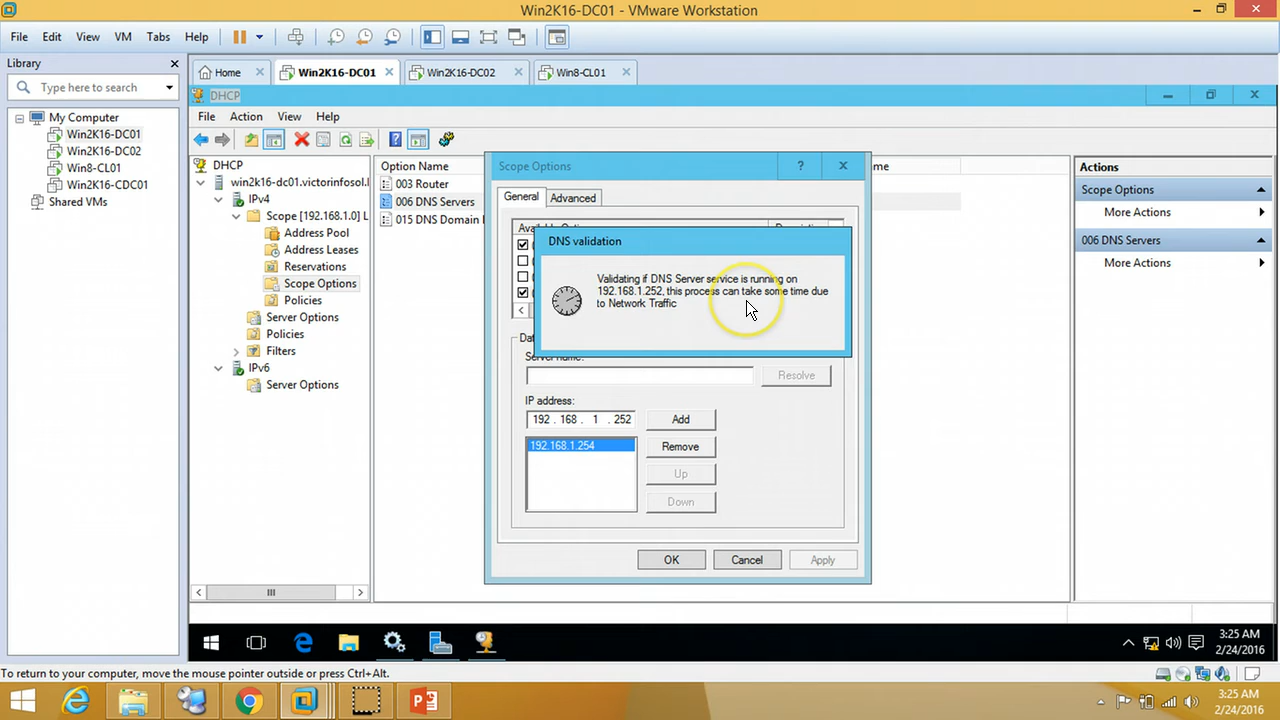 Win2K16-DC01 - VMware Workstation
File Edit View VM Tabs Help
Library
Type here to search
My Computer
Win2K16-DC01
Win2K16-DC02
Win8-CL01
Win2K16-CDC01
Shared VMs
Home Win2K16-DC01 Win2K16-DC02 Win8-CL01
DHCP
File Action View Help
DHCP
win2k16-dc01.victorinfosol.l
IPv4
Scope [192.168.1.0] L
Address Pool
Address Leases
Reservations
Scope Options
Policies
Server Options
Policies
Filters
IPv6
Server Options
Option Name
003 Router
006 DNS Servers
015 DNS Domain
Scope Options
General Advanced
DNS validation
Validating if DNS Server service is running on
192.168.1.252, this process can take some time due
to Network Traffic
Server name:
Resolve
IP address:
192 . 168 . 1 . 252 Add
192.168.1.254 Remove
Up
Down
OK Cancel Apply
Actions
Scope Options
More Actions
006 DNS Servers
More Actions
3:25 AM
2/24/2016
To return to your computer, move the mouse pointer outside or press Ctrl+Alt.
3:25 AM
2/24/2016